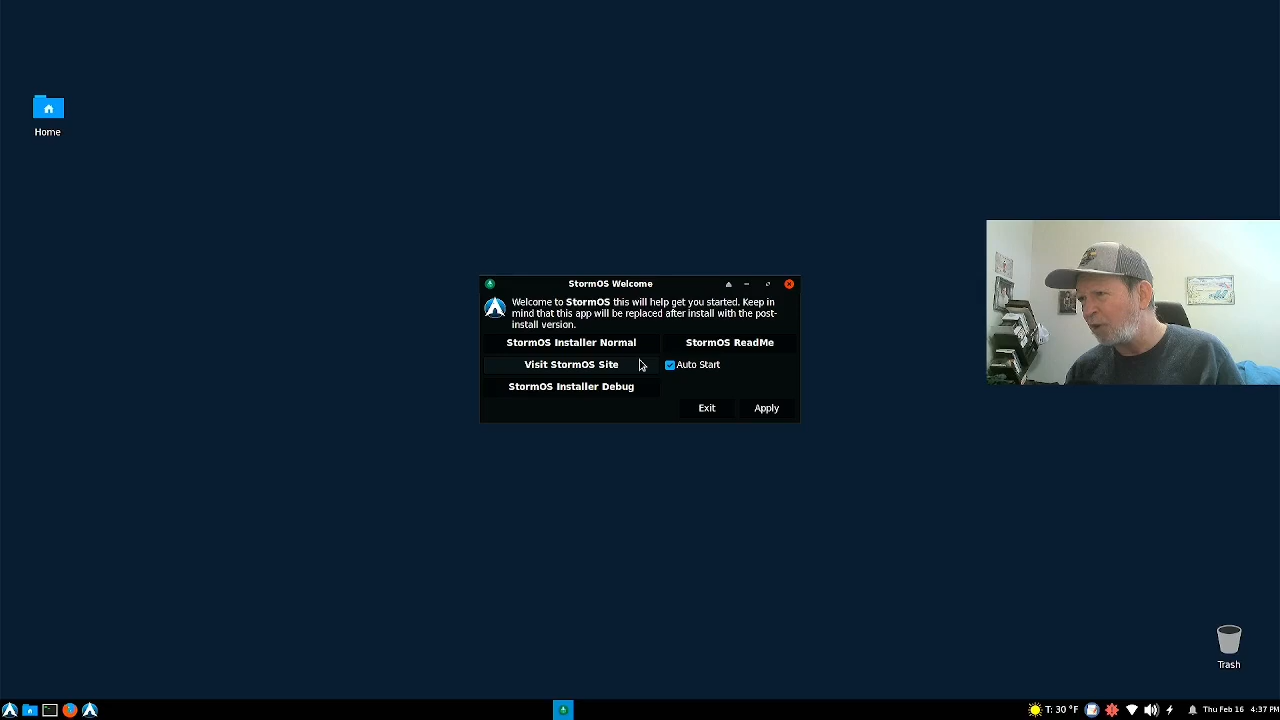 Home
StormOS Welcome
Welcome to StormOS this will help get you started. Keep in
mind that this app will be replaced after install with the post-
install version.
StormOS Installer Normal
StormOS ReadMe
Visit StormOS Site
Auto Start
StormOS Installer Debug
Exit
Apply
Trash
T: 30 °F
Thu Feb 16
4:37 PM